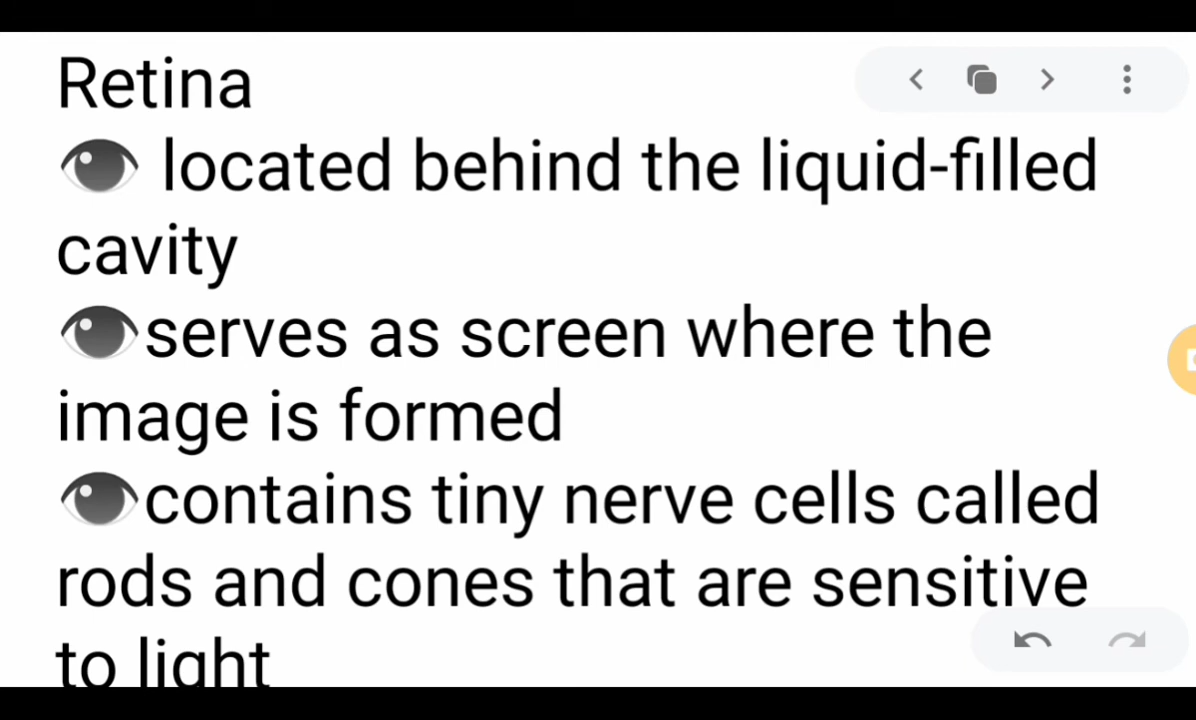 Retina
👁 located behind the liquid-filled
cavity
👁serves as screen where the
image is formed
👁contains tiny nerve cells called
rods and cones that are sensitive
to light